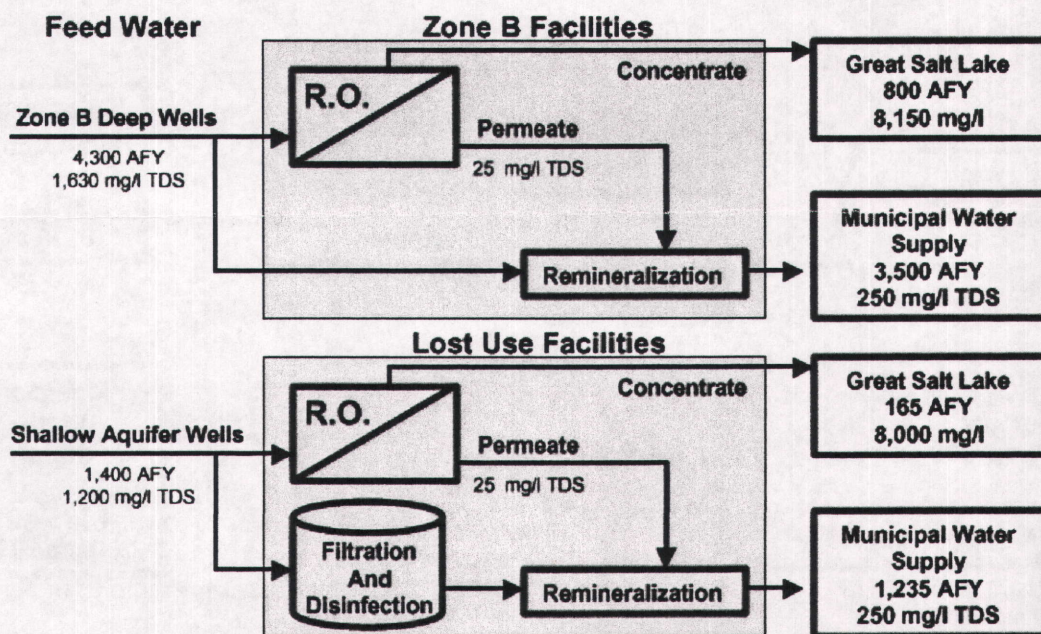 Feed Water
Zone B Facilities
R.O.
Concentrate
Great Salt Lake
800 AFY
8,150 mg/l
Zone B Deep Wells
4,300 AFY
1,630 mg/l TDS
Permeate
25 mg/l TDS
Remineralization
Municipal Water
Supply
3,500 AFY
250 mg/l TDS
Lost Use Facilities
R.O.
Concentrate
Great Salt Lake
165 AFY
8,000 mg/l
Shallow Aquifer Wells
1,400 AFY
1,200 mg/l TDS
Permeate
25 mg/l TDS
Filtration
And
Disinfection
Remineralization
Municipal Water
Supply
1,235 AFY
250 mg/l TDS